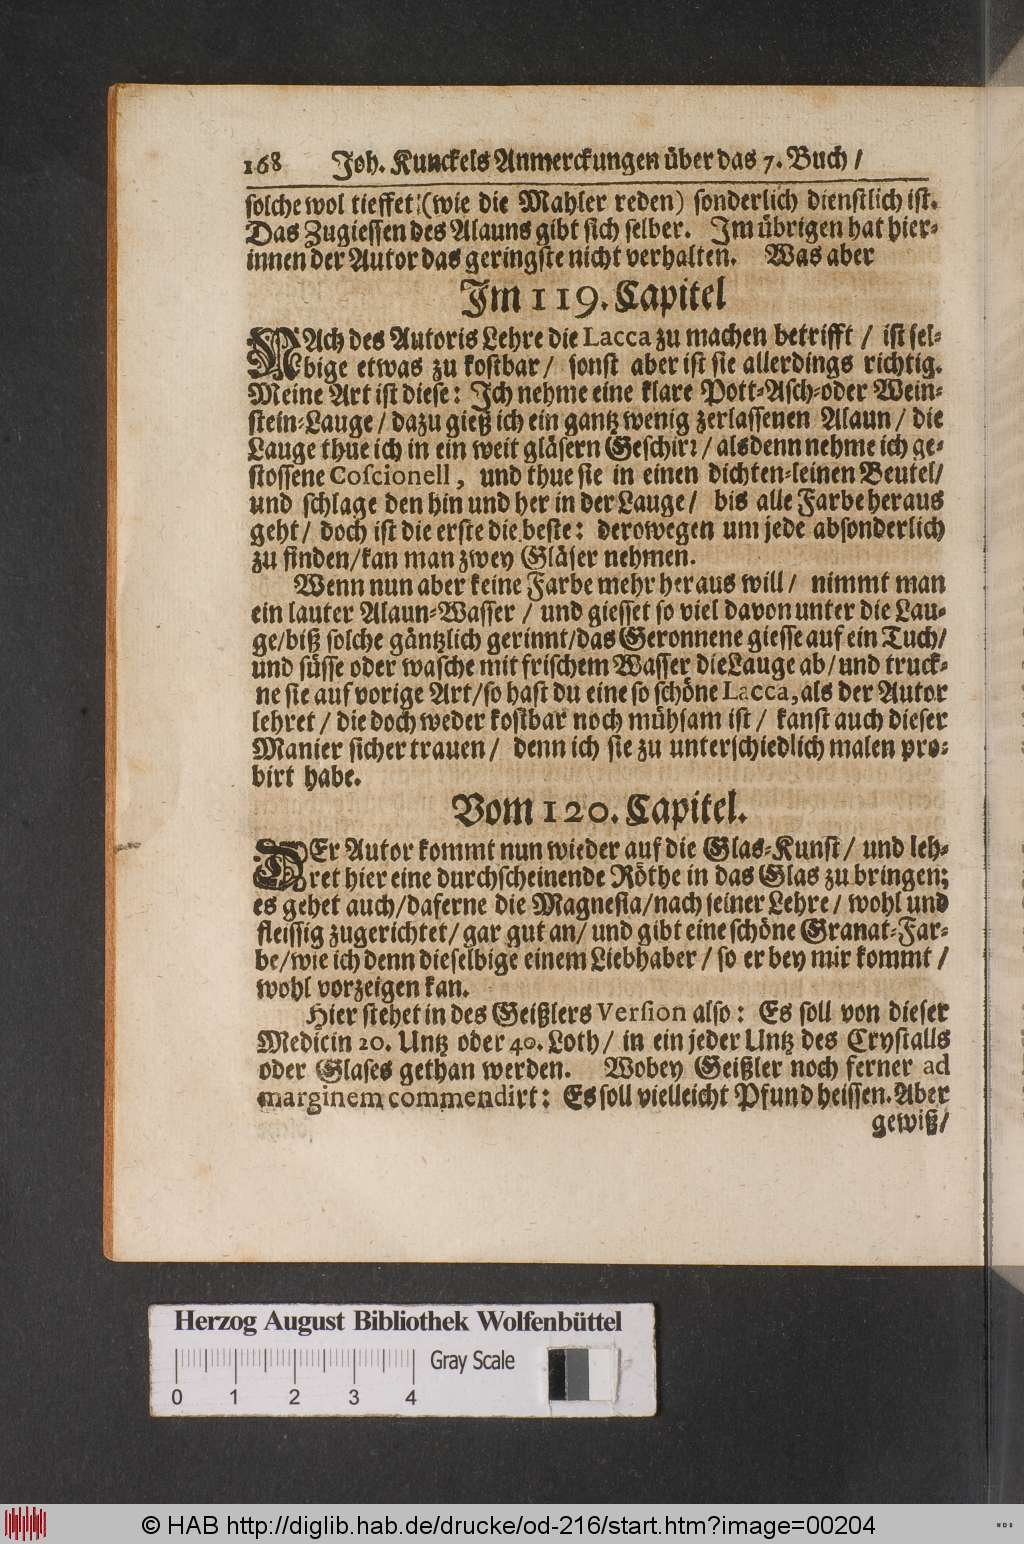 168 Joh. Kunckels Anmerckungen über das 7. Buch /
solche wol tieffet (wie die Mahler reden) sonderlich dienstlich ist.
Das Zugiessen des Alauns gibt sich selber. Im übrigen hat hier-
innen der Autor das geringste nicht verhalten. Was aber
Im 119. Capitel
NAch des Autoris Lehre die Lacca zu machen betrifft / ist sel-
bige etwas zu kostbar / sonst aber ist sie allerdings richtig.
Meine Art ist diese: Ich nehme eine klare Pott-Asch- oder Wein-
stein-Lauge / dazu gieß ich ein gantz wenig zerlassenen Alaun / die
Lauge thue ich in ein weit gläsern Geschirr / alsdenn nehme ich ge-
stossene Coscionell, und thue sie in einen dichten-leinen Beutel /
und schlage den hin und her in der Lauge / bis alle Farbe heraus
geht / doch ist die erste die beste: derowegen um jede absonderlich
zu finden / kan man zwey Gläser nehmen.
Wenn nun aber keine Farbe mehr heraus will / nimmt man
ein lauter Alaun-Wasser / und giesset so viel davon unter die Lau-
ge / biß solche gäntzlich gerinnt / das Geronnene giesse auf ein Tuch /
und süsse oder wasche mit frischem Wasser die Lauge ab / und truck-
ne sie auf vorige Art / so hast du eine so schöne Lacca, als der Autor
lehret / die doch weder kostbar noch mühsam ist / kanst auch dieser
Manier sicher trauen / denn ich sie zu unterschiedlich malen pro-
birt habe.
Vom 120. Capitel.
DEr Autor kommt nun wieder auf die Glas-Kunst / und leh-
ret hier eine durchscheinende Röthe in das Glas zu bringen;
es gehet auch / daferne die Magnesia / nach seiner Lehre / wohl und
fleissig zugerichtet / gar gut an / und gibt eine schöne Granat-Far-
be / wie ich denn dieselbige einem Liebhaber / so er bey mir kommt /
wohl vorzeigen kan.
Hier stehet in des Geißlers Version also: Es soll von dieser
Medicin 20. Untz oder 40. Loth / in ein jeder Untz des Crystalls
oder Glases gethan werden. Wobey Geißler noch ferner ad
marginem commendirt: Es soll vielleicht Pfund heissen. Aber
gewiß /
Herzog August Bibliothek Wolfenbüttel
Gray Scale
0 1 2 3 4
© HAB http://diglib.hab.de/drucke/od-216/start.htm?image=00204